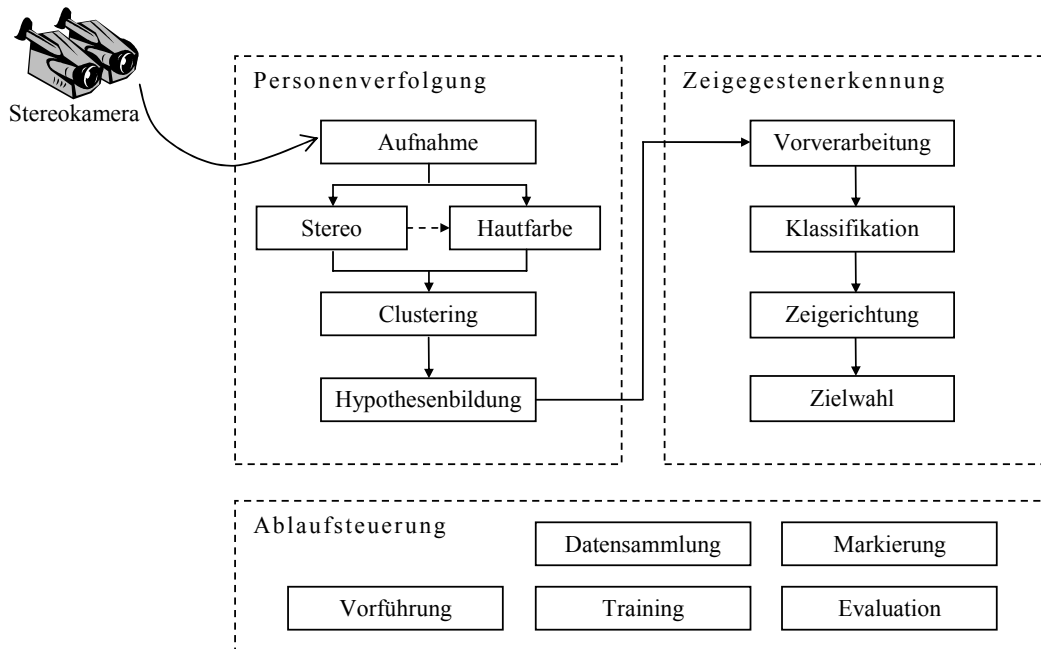 Stereokamera
Personenverfolgung
Aufnahme
Stereo
Hautfarbe
Clustering
Hypothesenbildung
Zeigegestenerkennung
Vorverarbeitung
Klassifikation
Zeigerichtung
Zielwahl
Ablaufsteuerung
Datensammlung
Markierung
Vorführung
Training
Evaluation